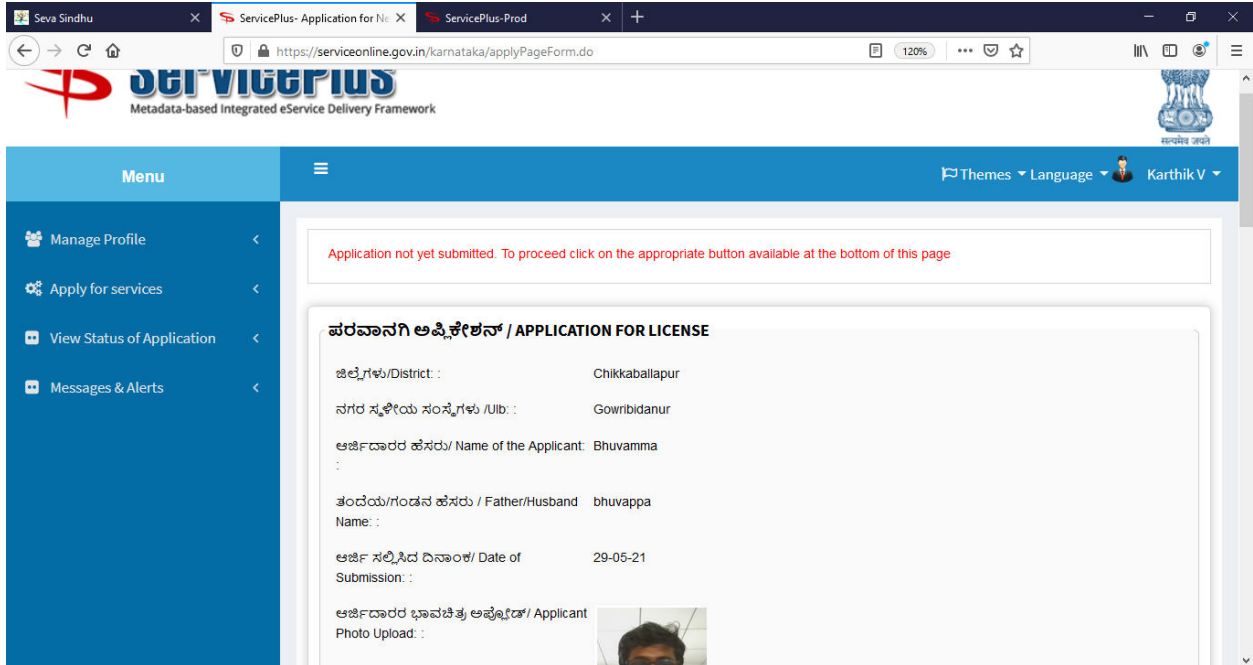 Seva Sindhu
ServicePlus- Application for Ne
ServicePlus-Prod
https://serviceonline.gov.in/karnataka/applyPageForm.do
120%
ServicePlus
Metadata-based Integrated eService Delivery Framework
सत्यमेव जयते
Menu
Themes Language Karthik V
Manage Profile
Apply for services
View Status of Application
Messages & Alerts
Application not yet submitted. To proceed click on the appropriate button available at the bottom of this page
ಪರವಾನಗಿ ಅಪ್ಲಿಕೇಶನ್ / APPLICATION FOR LICENSE
ಜಿಲ್ಲೆಗಳು/District: : Chikkaballapur
ನಗರ ಸ್ಥಳೀಯ ಸಂಸ್ಥೆಗಳು /Ulb: : Gowribidanur
ಆರ್ಜಿದಾರರ ಹೆಸರು/ Name of the Applicant: Bhuvamma
:
ತಂದೆಯ/ಗಂಡನ ಹೆಸರು / Father/Husband bhuvappa
Name: :
ಆರ್ಜಿ ಸಲ್ಲಿಸಿದ ದಿನಾಂಕ/ Date of 29-05-21
Submission: :
ಆರ್ಜಿದಾರರ ಭಾವಚಿತ್ರ ಅಪ್ಲೋಡ್/ Applicant
Photo Upload: :